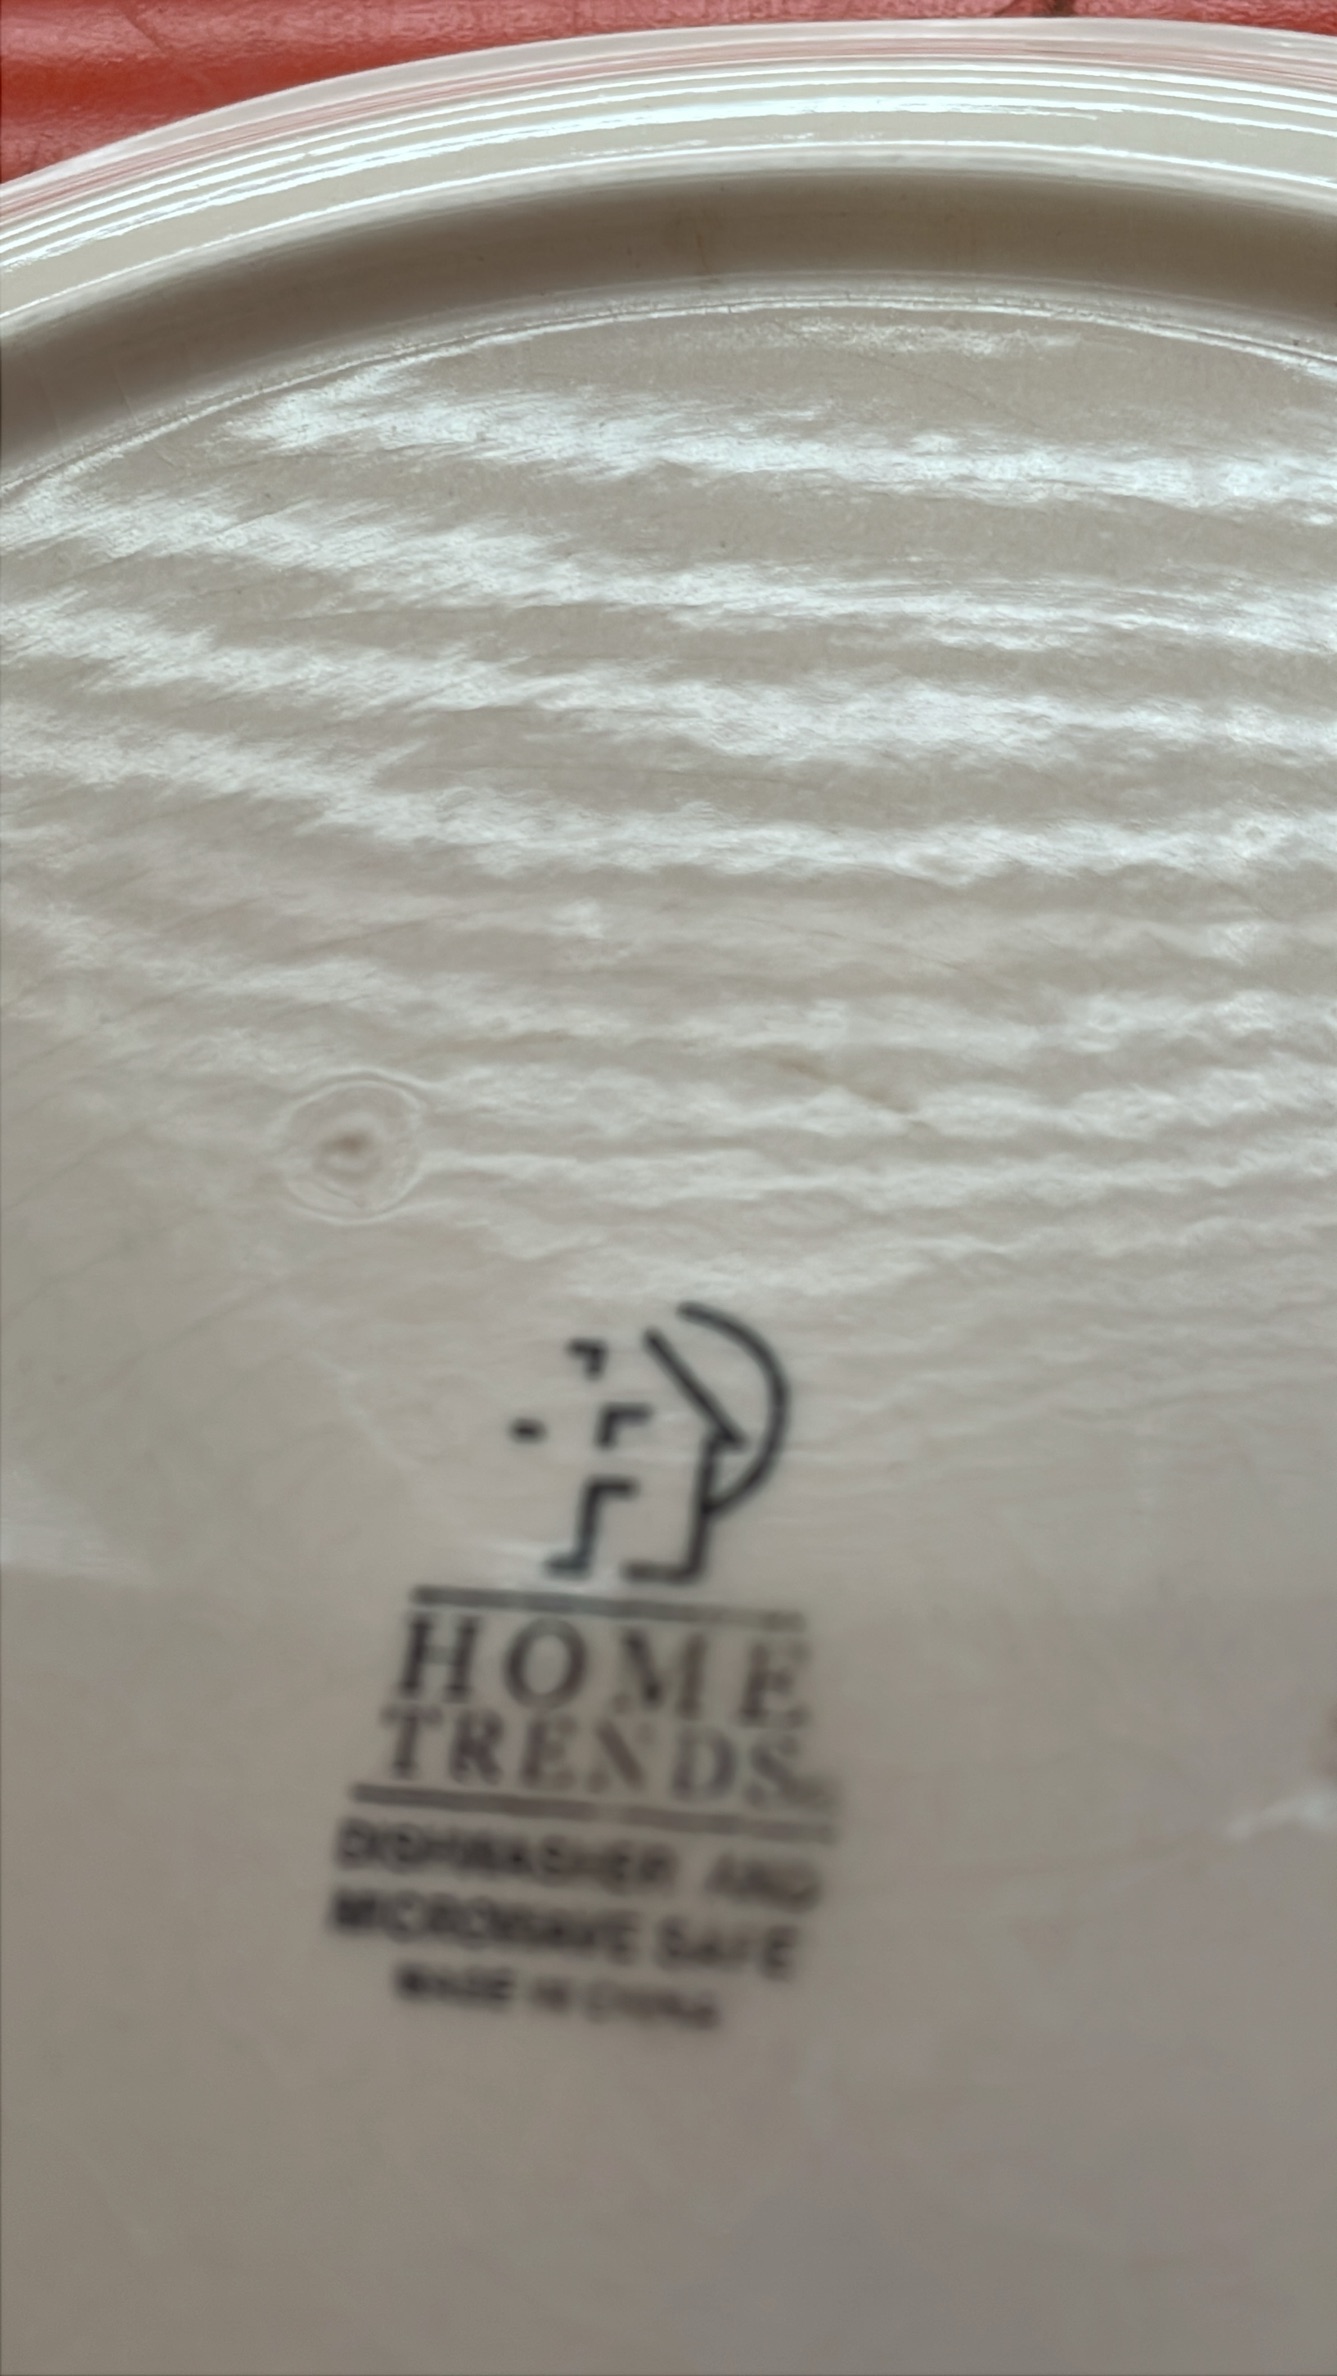 HOME
TRENDS
DISHWASHER AND
MICROWAVE SAFE
MADE IN CHINA